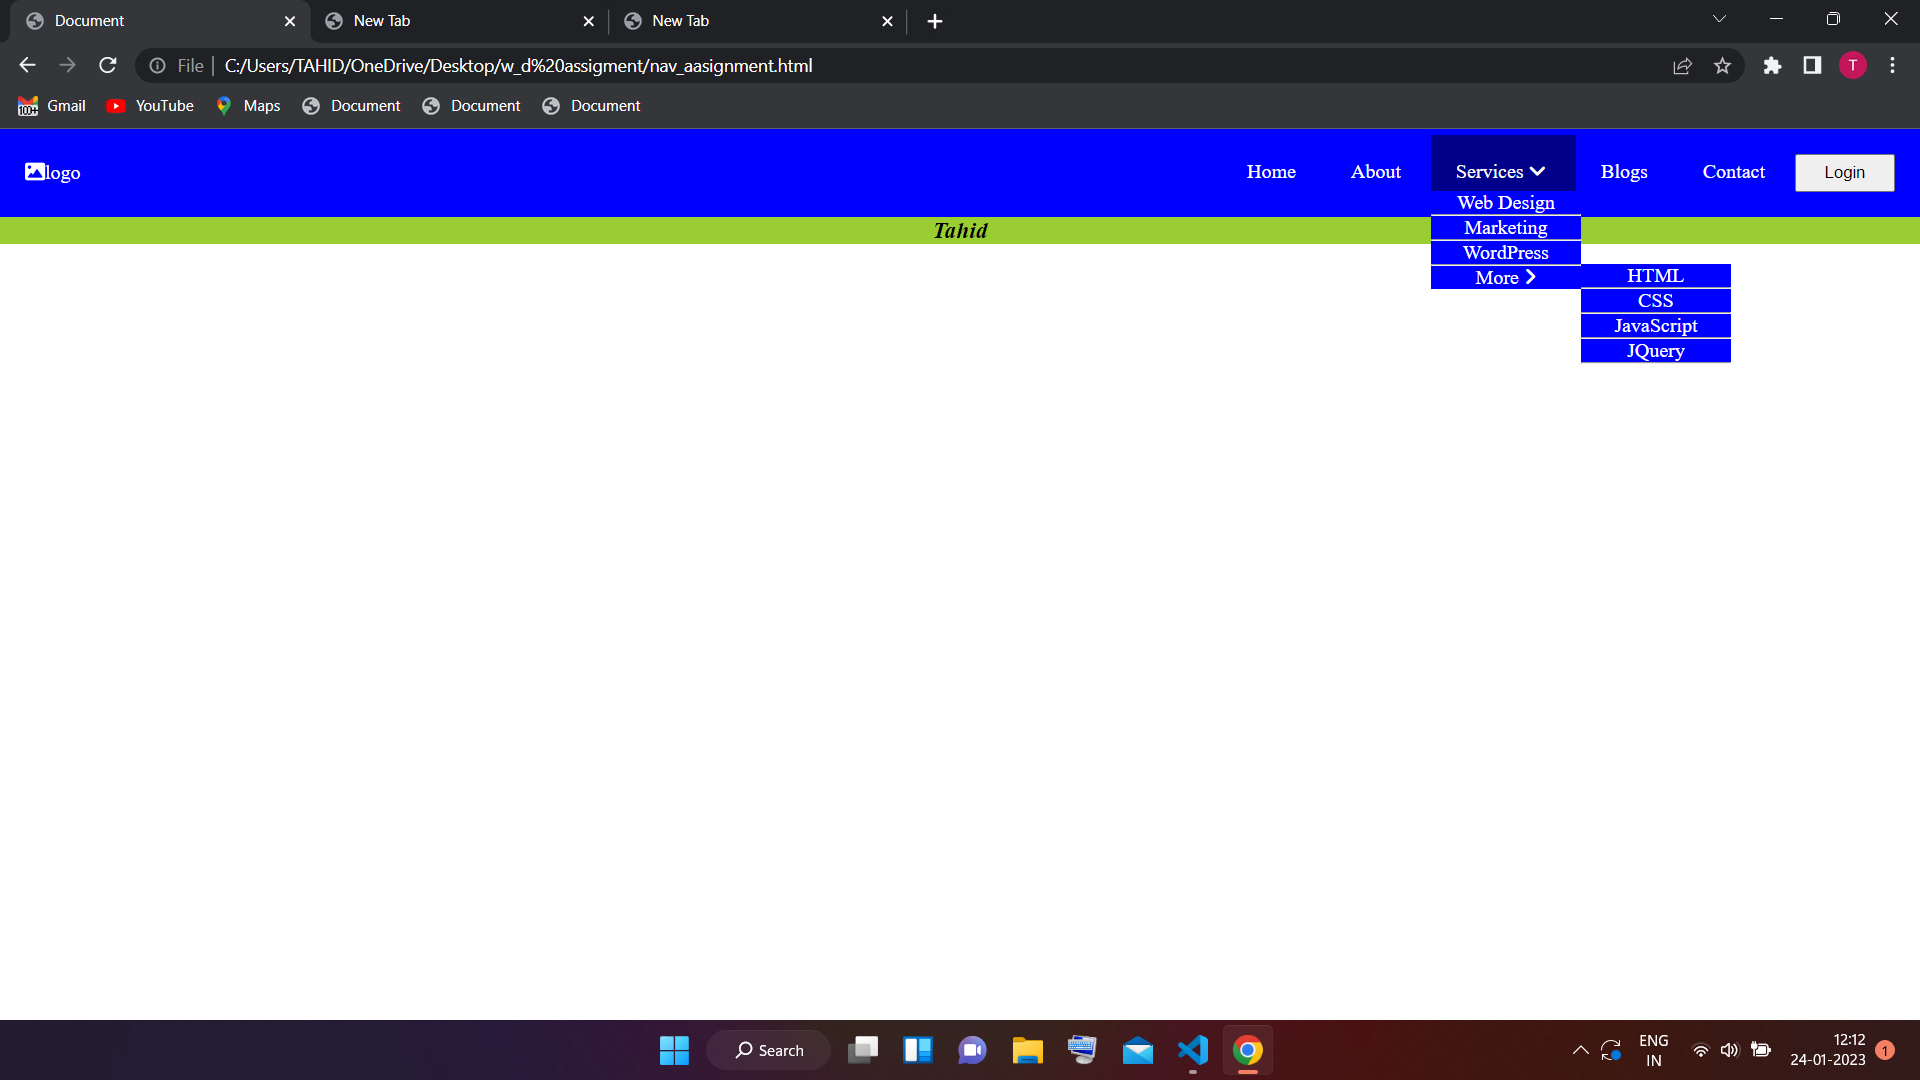 Document New Tab New Tab
File C:/Users/TAHID/OneDrive/Desktop/w_d%20assigment/nav_aasignment.html T
100+ Gmail YouTube Maps Document Document Document
logo Home About Services Blogs Contact Login
Web Design
Tahid
Marketing
WordPress
More
HTML
CSS
JavaScript
JQuery
Search
ENG
IN
12:12
24-01-2023
1